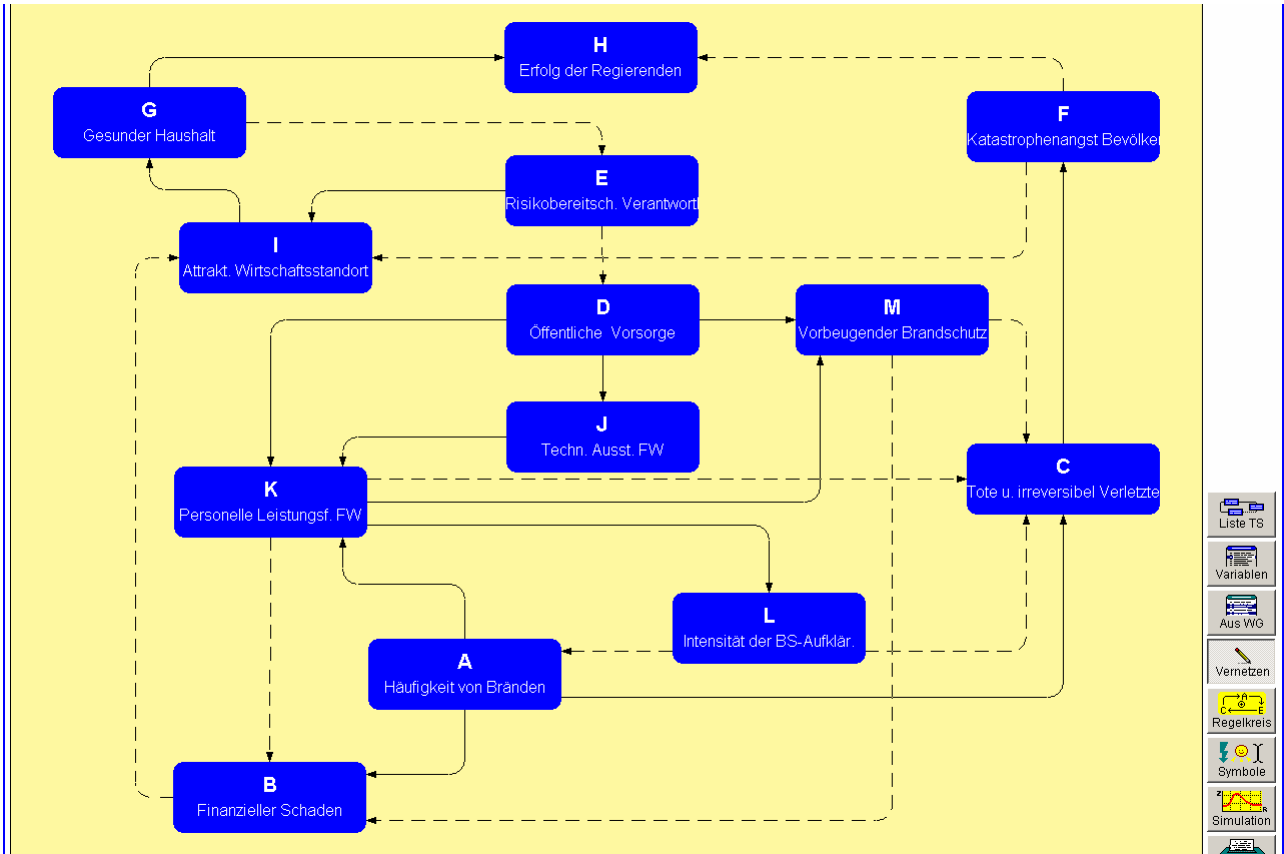 H
Erfolg der Regierenden
G
Gesunder Haushalt
F
Katastrophenangst Bevölker
E
Risikobereitsch. Verantwortl
I
Attrakt. Wirtschaftsstandort
D
Öffentliche Vorsorge
M
Vorbeugender Brandschutz
J
Techn. Ausst. FW
K
Personelle Leistungsf. FW
C
Tote u. irreversibel Verletzte
L
Intensität der BS-Aufklär.
A
Häufigkeit von Bränden
B
Finanzieller Schaden
Liste TS
Variablen
Aus WG
Vernetzen
A
C E
Regelkreis
Symbole
Z
R
Simulation